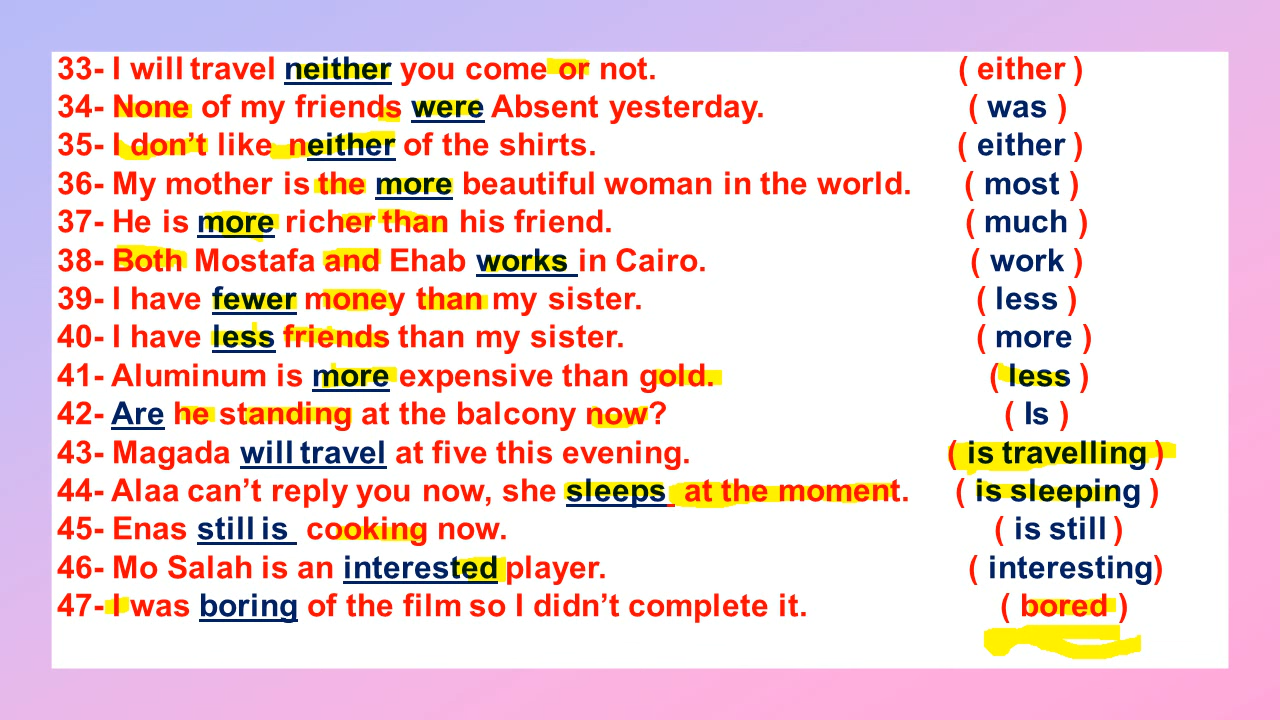 33- I will travel neither you come or not. ( either )
34- None of my friends were Absent yesterday. ( was )
35- I don’t like neither of the shirts. ( either )
36- My mother is the more beautiful woman in the world. ( most )
37- He is more richer than his friend. ( much )
38- Both Mostafa and Ehab works in Cairo. ( work )
39- I have fewer money than my sister. ( less )
40- I have less friends than my sister. ( more )
41- Aluminum is more expensive than gold. ( less )
42- Are he standing at the balcony now? ( Is )
43- Magada will travel at five this evening. ( is travelling )
44- Alaa can’t reply you now, she sleeps at the moment. ( is sleeping )
45- Enas still is cooking now. ( is still )
46- Mo Salah is an interested player. ( interesting)
47- I was boring of the film so I didn’t complete it. ( bored )